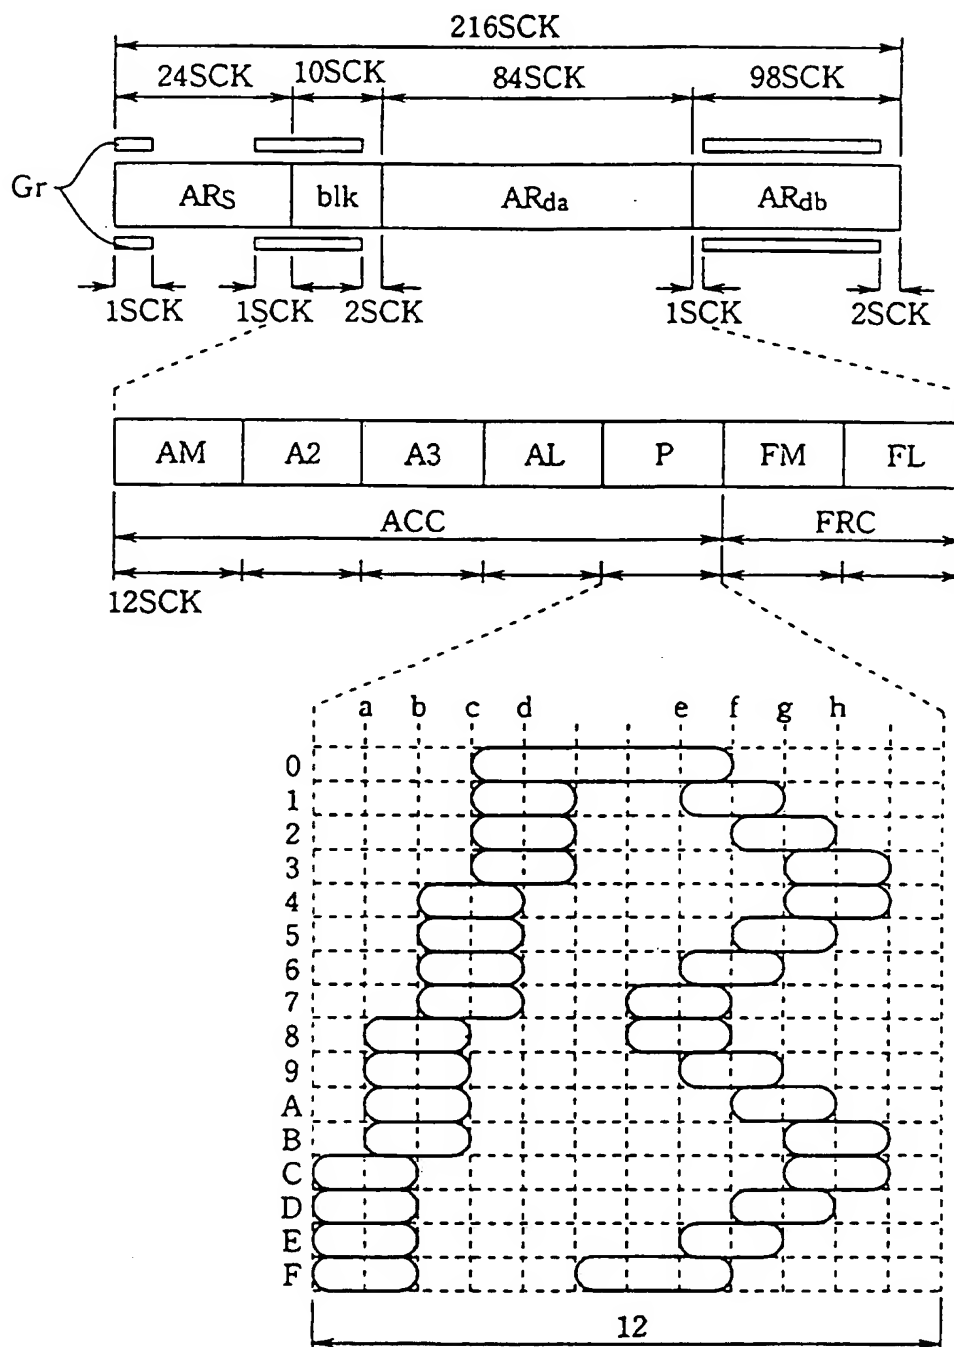 216SCK
24SCK 10SCK 84SCK 98SCK
Gr
ARS blk ARda ARdb
1SCK 1SCK 2SCK 1SCK 2SCK
AM A2 A3 AL P FM FL
ACC FRC
12SCK
a b c d e f g h
0
1
2
3
4
5
6
7
8
9
A
B
C
D
E
F
12